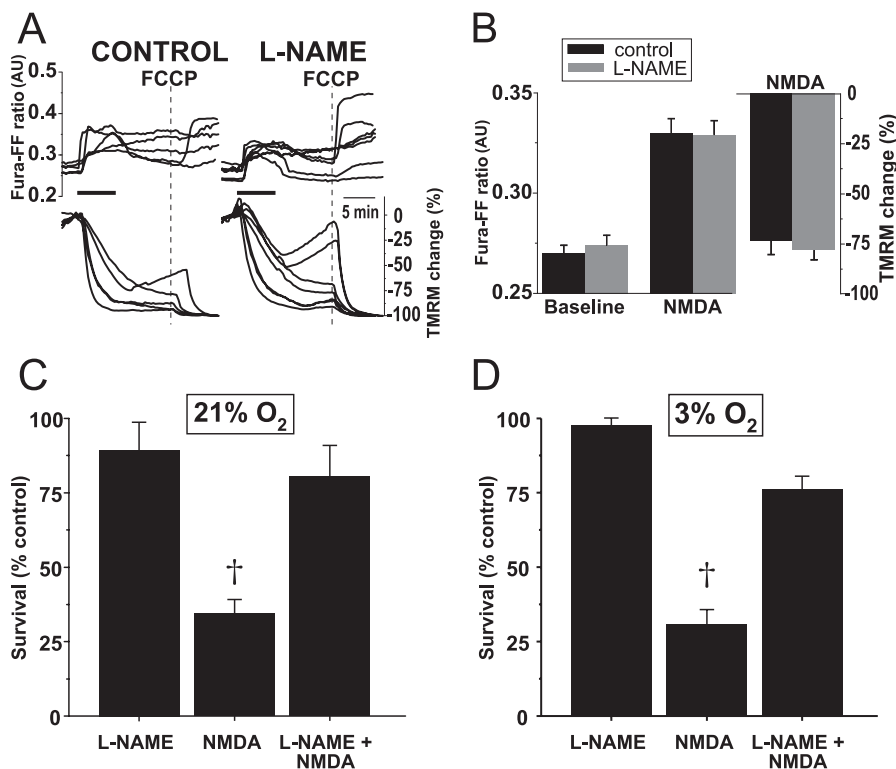 A
CONTROL L-NAME
FCCP FCCP
Fura-FF ratio (AU)
0.5
0.4
0.3
0.2
5 min
0
-25
-50
-75
-100
TMRM change (%)
B
control
L-NAME
NMDA
Fura-FF ratio (AU)
0.35
0.33
0.30
0.25
Baseline NMDA
0
-25
-50
-75
-100
TMRM change (%)
C
21% O₂
Survival (% control)
100
75
50
25
0
†
L-NAME NMDA L-NAME +
NMDA
D
3% O₂
Survival (% control)
100
75
50
25
0
†
L-NAME NMDA L-NAME +
NMDA